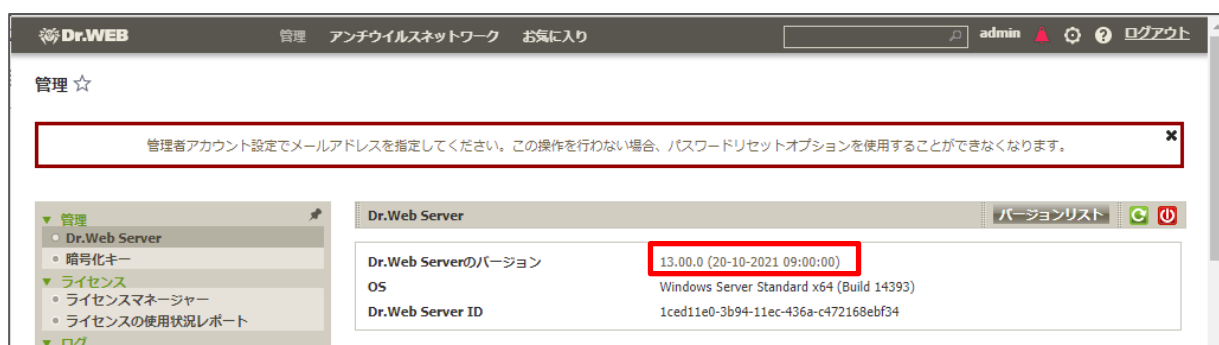 Dr.WEB 管理 アンチウイルスネットワーク お気に入り admin ログアウト
管理
管理者アカウント設定でメールアドレスを指定してください。この操作を行わない場合、パスワードリセットオプションを使用することができなくなります。
管理
Dr.Web Server
暗号化キー
ライセンス
ライセンスマネージャー
ライセンスの使用状況レポート
ログ
Dr.Web Server バージョンリスト
Dr.Web Serverのバージョン 13.00.0 (20-10-2021 09:00:00)
OS Windows Server Standard x64 (Build 14393)
Dr.Web Server ID 1ced11e0-3b94-11ec-436a-c472168ebf34